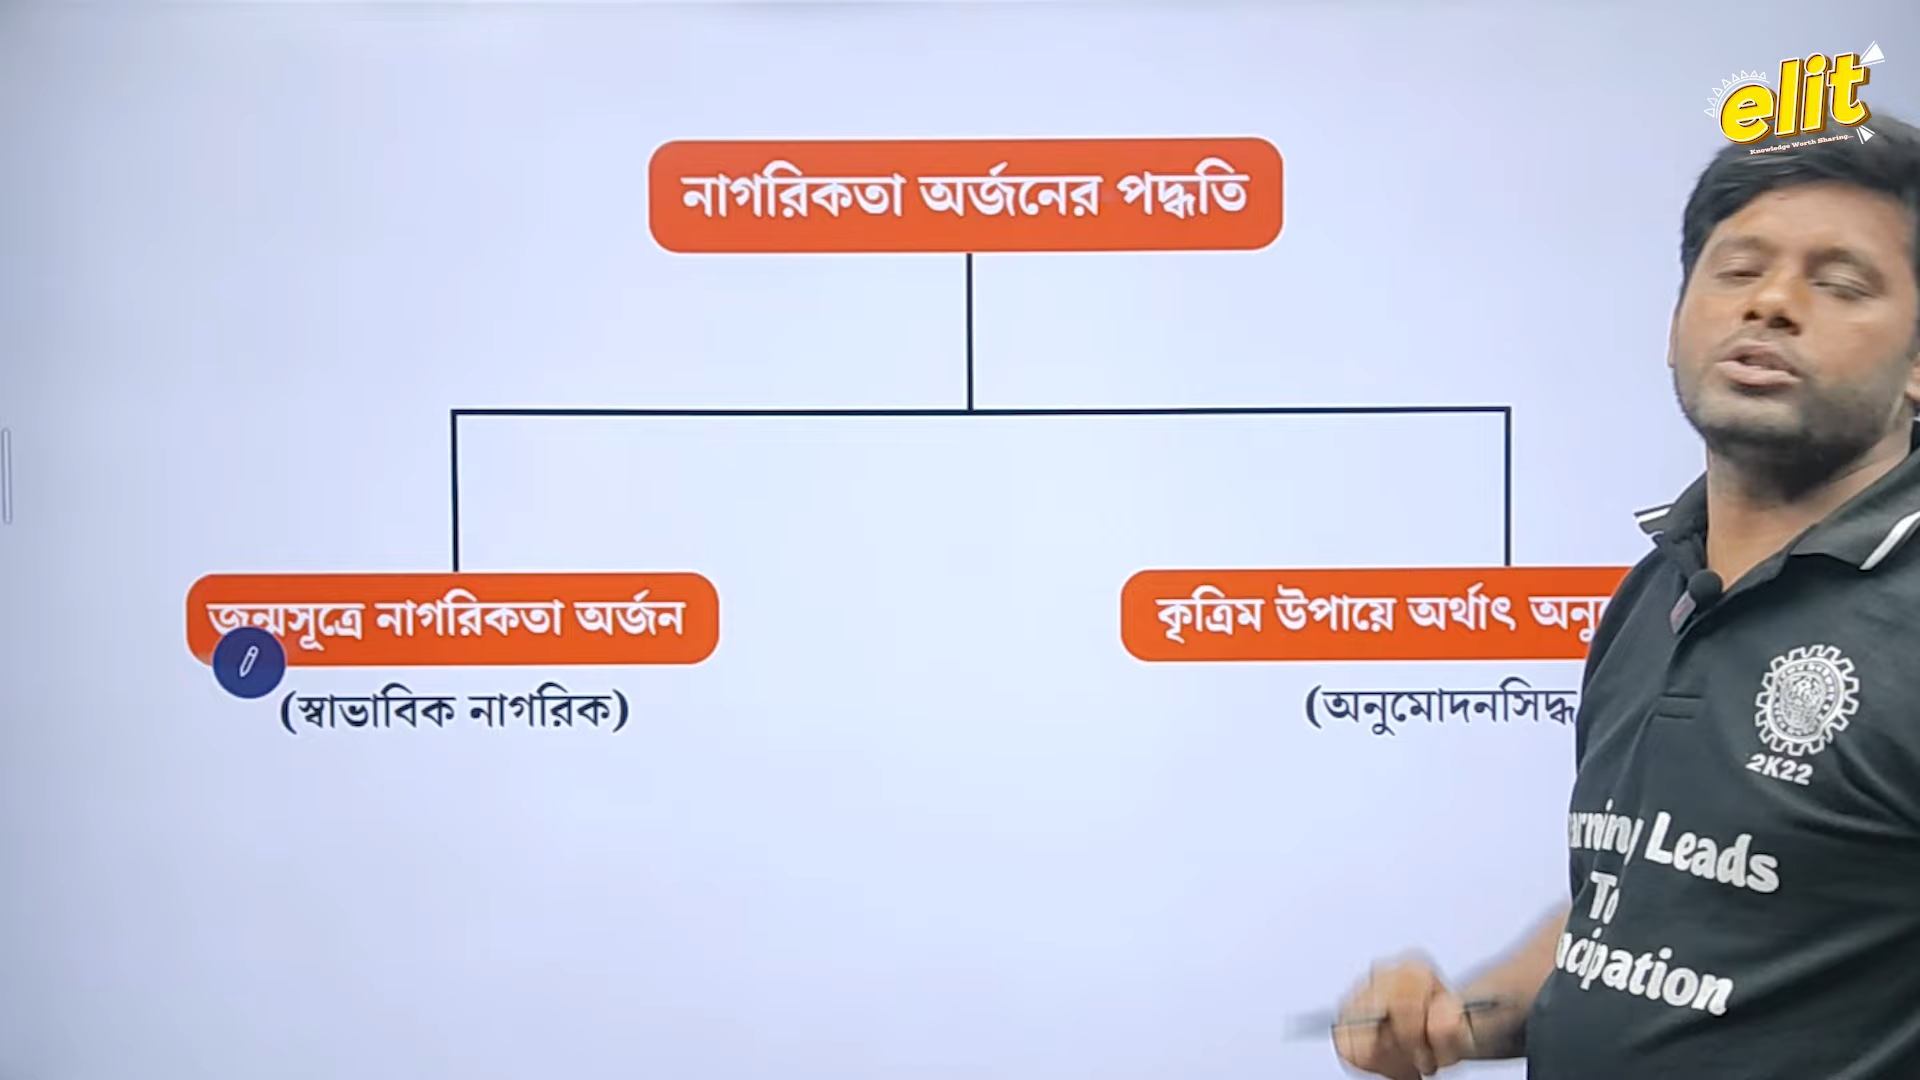 elit
Knowledge Worth Sharing...
নাগরিকতা অর্জনের পদ্ধতি
জন্মসূত্রে নাগরিকতা অর্জন
(স্বাভাবিক নাগরিক)
কৃত্রিম উপায়ে অর্থাৎ
(অনুমোদনসিদ্ধ
2K22
Leads
To